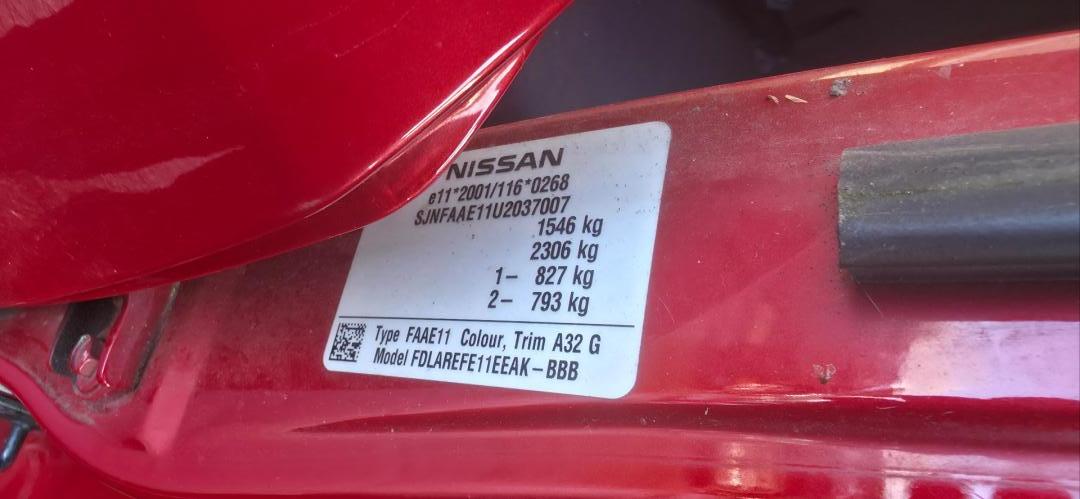 NISSAN
e11*2001/116*0268
SJNFAAE11U2037007
1546 kg
2306 kg
1– 827 kg
2– 793 kg
Type FAAE11 Colour, Trim A32 G
Model FDLAREFE11EEAK–BBB